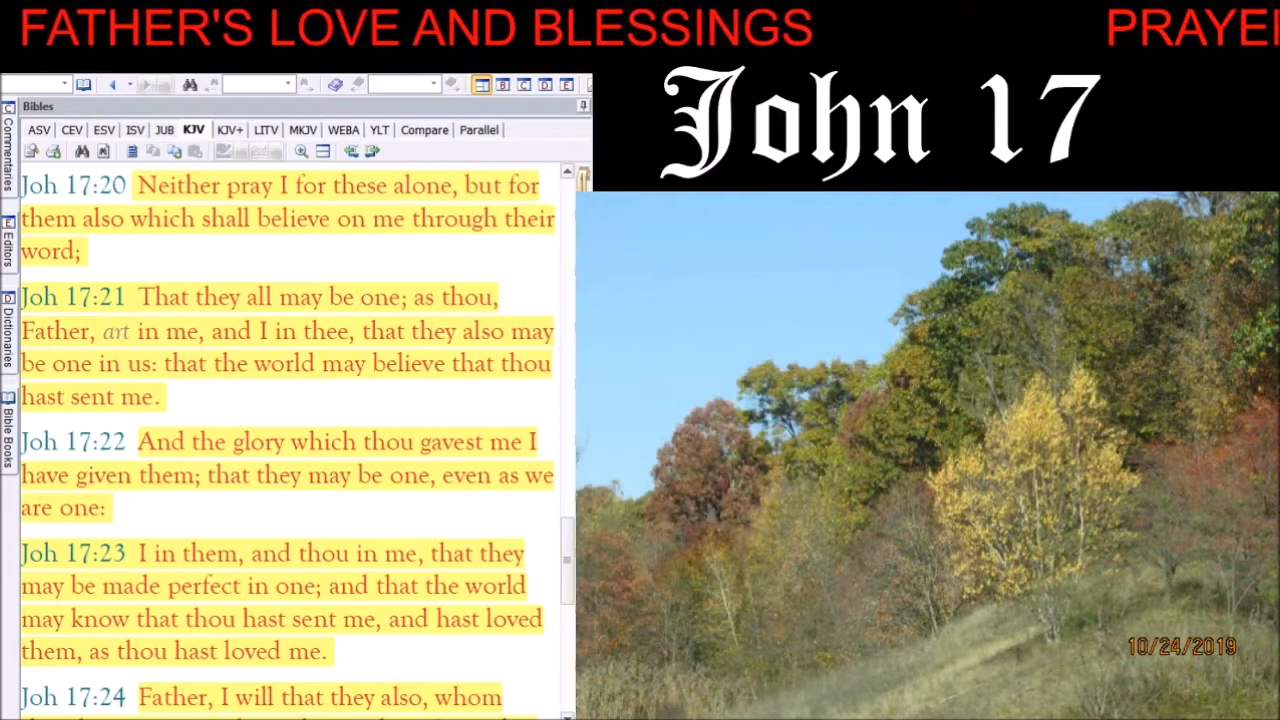 FATHER'S LOVE AND BLESSINGS PRAYE
John 17
Bibles
ASV CEV ESV ISV JUB KJV KJV+ LITV MKJV WEBA YLT Compare Parallel
Commentaries
Editors
Dictionaries
Bible Books
B C D E
Joh 17:20 Neither pray I for these alone, but for
them also which shall believe on me through their
word;
Joh 17:21 That they all may be one; as thou,
Father, art in me, and I in thee, that they also may
be one in us: that the world may believe that thou
hast sent me.
Joh 17:22 And the glory which thou gavest me I
have given them; that they may be one, even as we
are one:
Joh 17:23 I in them, and thou in me, that they
may be made perfect in one; and that the world
may know that thou hast sent me, and hast loved
them, as thou hast loved me.
Joh 17:24 Father, I will that they also, whom
10/24/2019